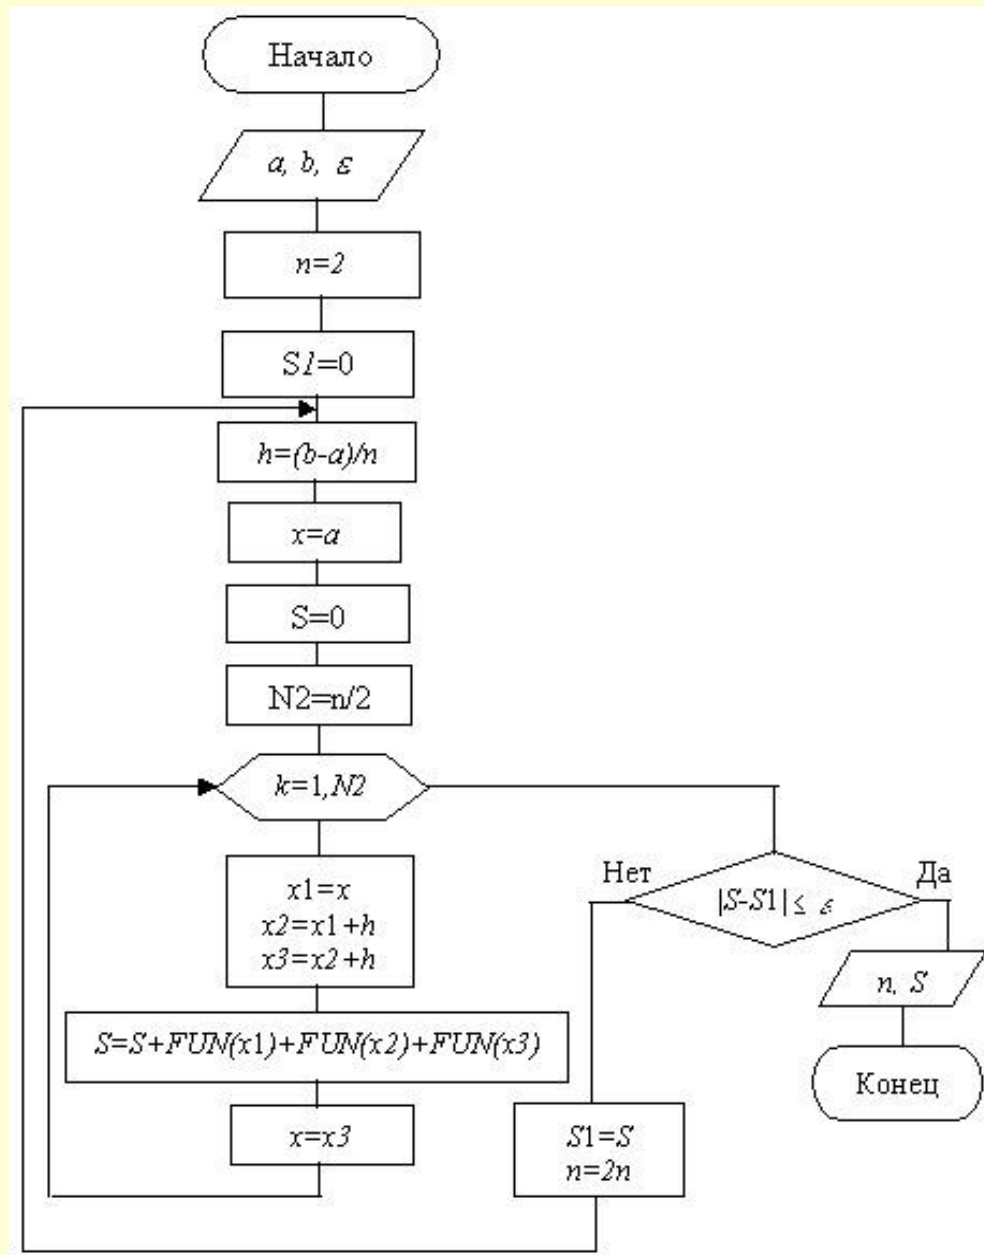 Начало
a, b, ε
n=2
S1=0
h=(b-a)/n
x=a
S=0
N2=n/2
k=1,N2
x1=x
x2=x1+h
x3=x2+h
S=S+FUN(x1)+FUN(x2)+FUN(x3)
x=x3
Нет
Да
|S-S1| ≤ ε
n, S
Конец
S1=S
n=2n